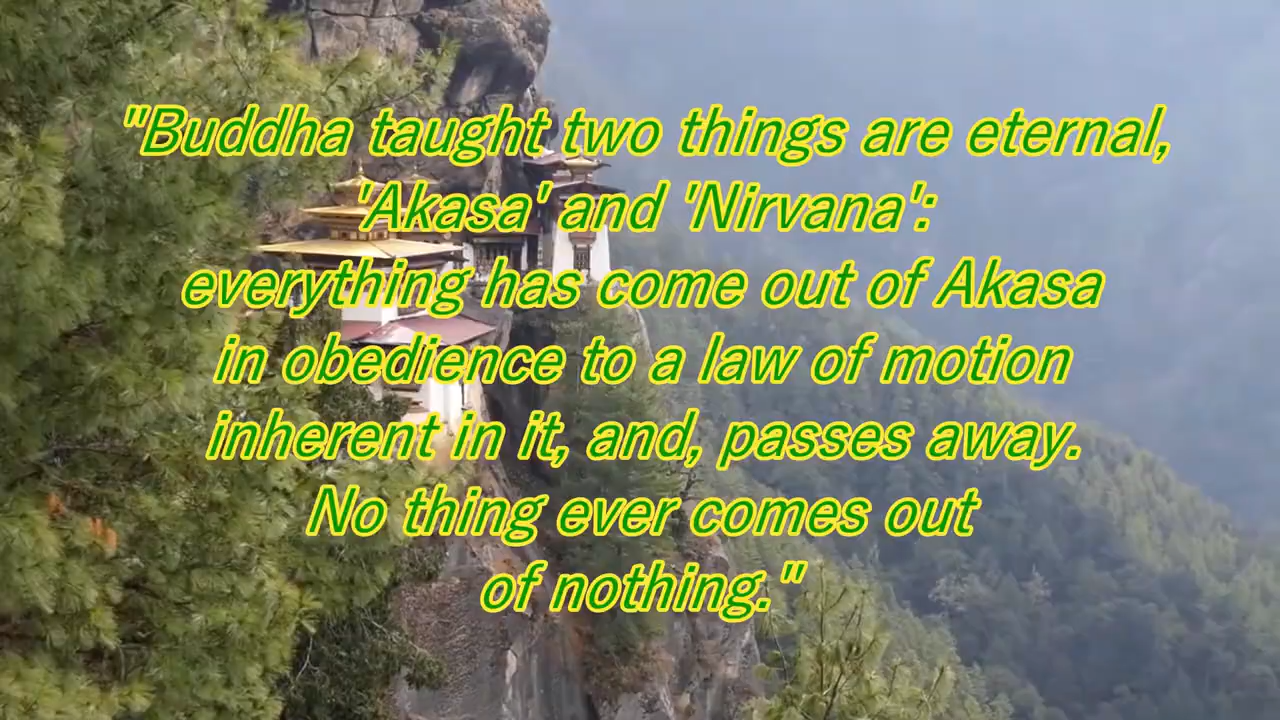 "Buddha taught two things are eternal,
'Akasa' and 'Nirvana':
everything has come out of Akasa
in obedience to a law of motion
inherent in it, and, passes away.
No thing ever comes out
of nothing."